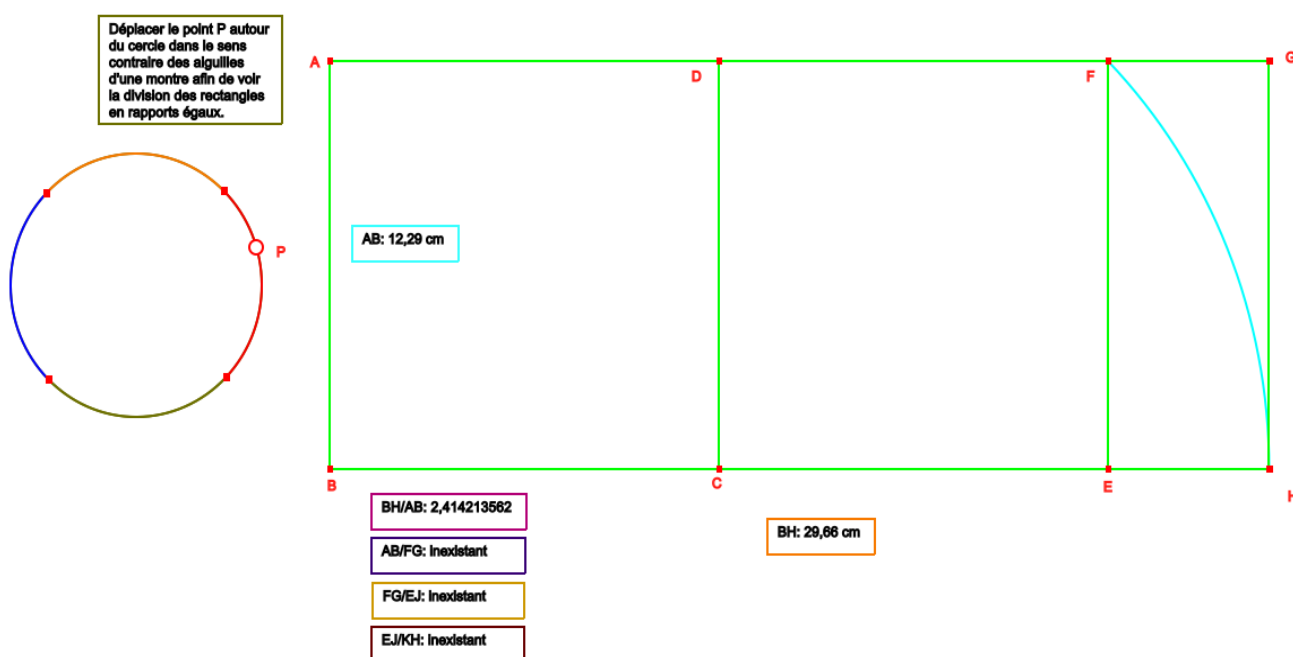 Déplacer le point P autour
du cercle dans le sens
contraire des aiguilles
d'une montre afin de voir
la division des rectangles
en rapports égaux.
A
D
F
G
P
AB: 12,29 cm
B
C
E
H
BH/AB: 2,414213562
AB/FG: inexistant
FG/EJ: inexistant
EJ/KH: inexistant
BH: 29,66 cm